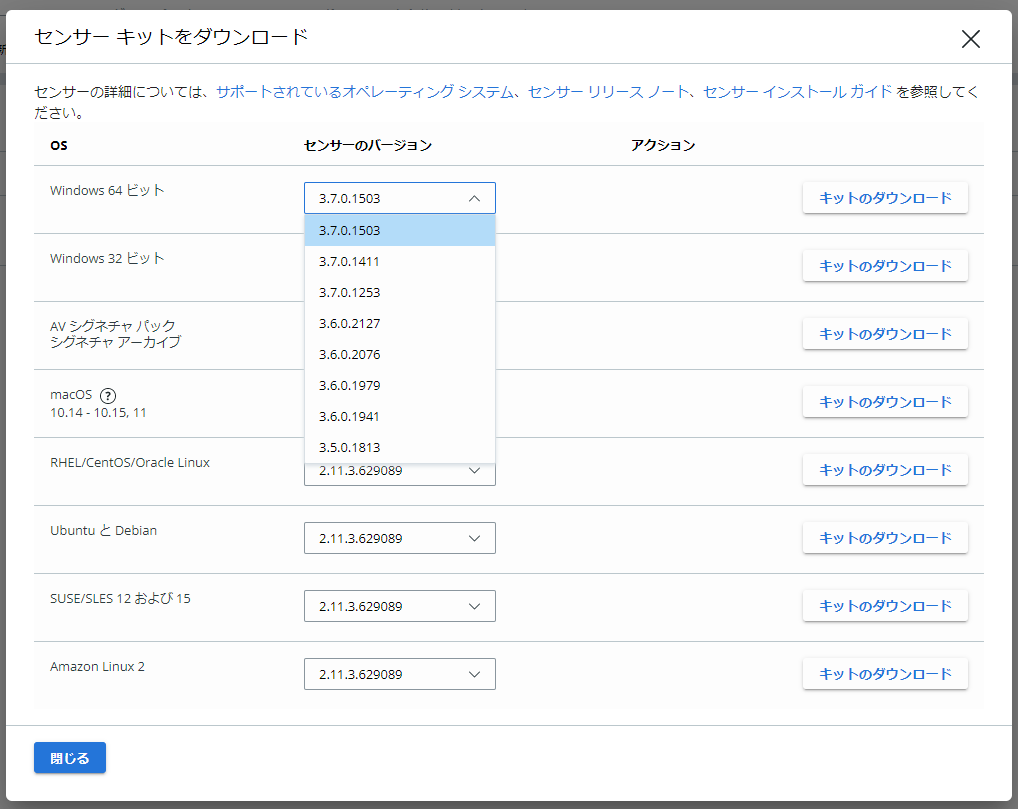 センサー キットをダウンロード
センサーの詳細については、サポートされているオペレーティング システム、センサー リリース ノート、センサー インストール ガイド を参照してく
ださい。
OS センサーのバージョン アクション
Windows 64 ビット 3.7.0.1503 キットのダウンロード
3.7.0.1503
Windows 32 ビット 3.7.0.1411 キットのダウンロード
3.7.0.1253
AV シグネチャ パック 3.6.0.2127 キットのダウンロード
シグネチャ アーカイブ
3.6.0.2076
3.6.0.1979
macOS ? キットのダウンロード
10.14 - 10.15, 11 3.6.0.1941
3.5.0.1813
RHEL/CentOS/Oracle Linux 2.11.3.629089 キットのダウンロード
Ubuntu と Debian 2.11.3.629089 キットのダウンロード
SUSE/SLES 12 および 15 2.11.3.629089 キットのダウンロード
Amazon Linux 2 2.11.3.629089 キットのダウンロード
閉じる